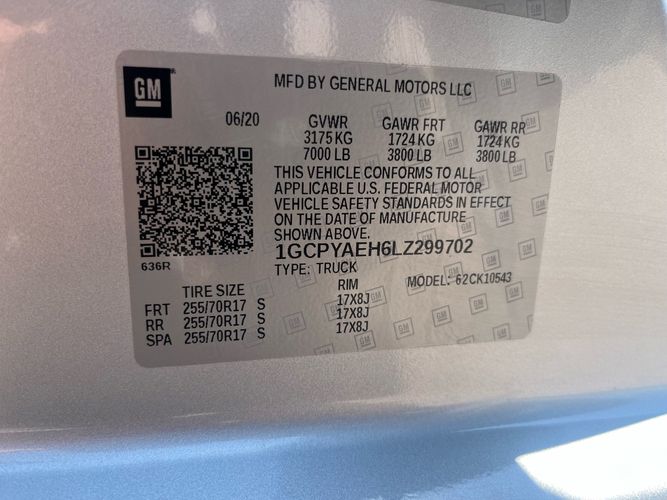 GM
MFD BY GENERAL MOTORS LLC
06/20 GVWR GAWR FRT GAWR RR
3175 KG 1724 KG 1724 KG
7000 LB 3800 LB 3800 LB
THIS VEHICLE CONFORMS TO ALL
APPLICABLE U.S. FEDERAL MOTOR
VEHICLE SAFETY STANDARDS IN EFFECT
ON THE DATE OF MANUFACTURE
SHOWN ABOVE.
1GCPYAEH6LZ299702
636R
TYPE: TRUCK MODEL: 62CK10543
TIRE SIZE RIM
FRT 255/70R17 S 17X8J
RR 255/70R17 S 17X8J
SPA 255/70R17 S 17X8J